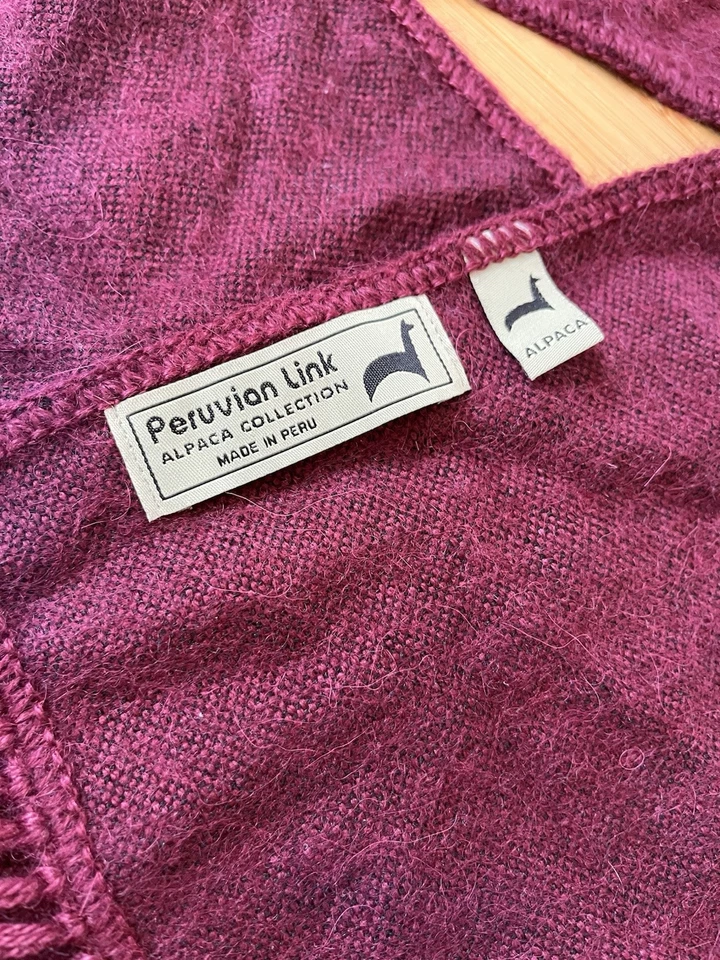 Peruvian Link
ALPACA COLLECTION
MADE IN PERU
ALPACA